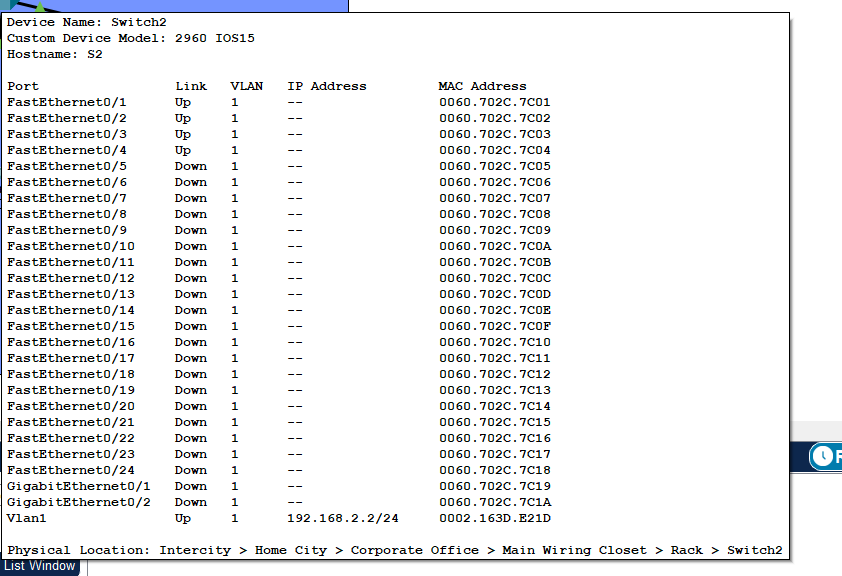 Device Name: Switch2
Custom Device Model: 2960 IOS15
Hostname: S2
Port Link VLAN IP Address MAC Address
FastEthernet0/1 Up 1 -- 0060.702C.7C01
FastEthernet0/2 Up 1 -- 0060.702C.7C02
FastEthernet0/3 Up 1 -- 0060.702C.7C03
FastEthernet0/4 Up 1 -- 0060.702C.7C04
FastEthernet0/5 Down 1 -- 0060.702C.7C05
FastEthernet0/6 Down 1 -- 0060.702C.7C06
FastEthernet0/7 Down 1 -- 0060.702C.7C07
FastEthernet0/8 Down 1 -- 0060.702C.7C08
FastEthernet0/9 Down 1 -- 0060.702C.7C09
FastEthernet0/10 Down 1 -- 0060.702C.7C0A
FastEthernet0/11 Down 1 -- 0060.702C.7C0B
FastEthernet0/12 Down 1 -- 0060.702C.7C0C
FastEthernet0/13 Down 1 -- 0060.702C.7C0D
FastEthernet0/14 Down 1 -- 0060.702C.7C0E
FastEthernet0/15 Down 1 -- 0060.702C.7C0F
FastEthernet0/16 Down 1 -- 0060.702C.7C10
FastEthernet0/17 Down 1 -- 0060.702C.7C11
FastEthernet0/18 Down 1 -- 0060.702C.7C12
FastEthernet0/19 Down 1 -- 0060.702C.7C13
FastEthernet0/20 Down 1 -- 0060.702C.7C14
FastEthernet0/21 Down 1 -- 0060.702C.7C15
FastEthernet0/22 Down 1 -- 0060.702C.7C16
FastEthernet0/23 Down 1 -- 0060.702C.7C17
FastEthernet0/24 Down 1 -- 0060.702C.7C18
GigabitEthernet0/1 Down 1 -- 0060.702C.7C19
GigabitEthernet0/2 Down 1 -- 0060.702C.7C1A
Vlan1 Up 1 192.168.2.2/24 0002.163D.E21D
Physical Location: Intercity > Home City > Corporate Office > Main Wiring Closet > Rack > Switch2
List Window